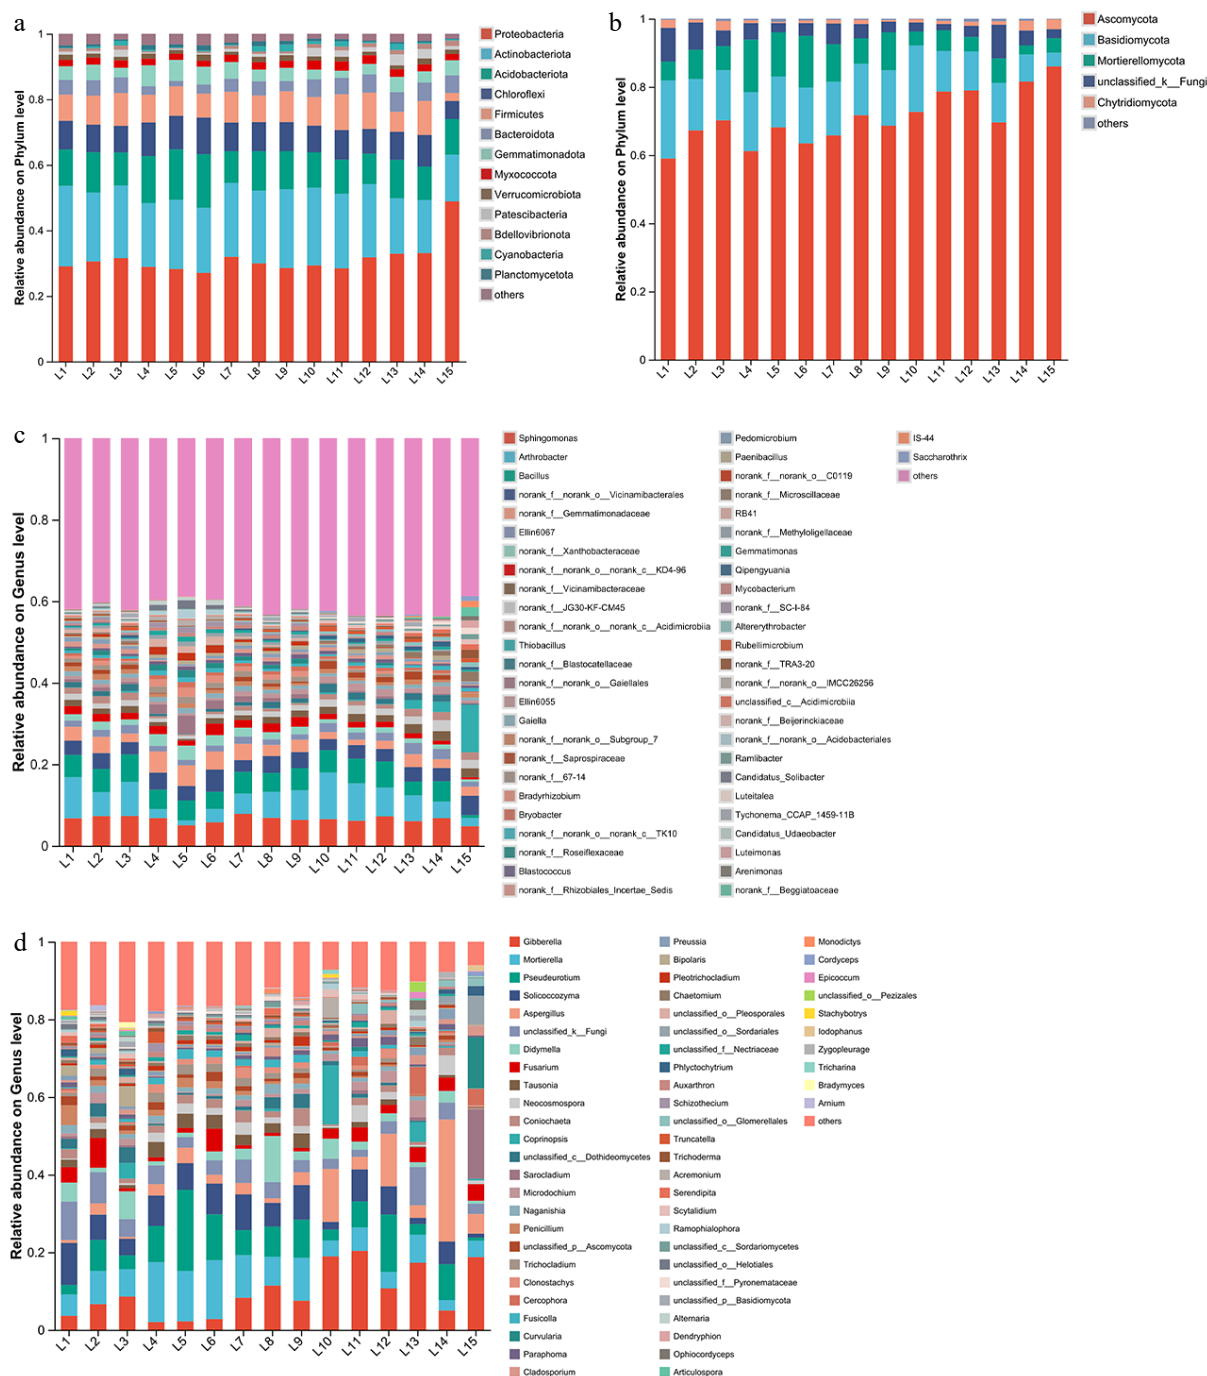 a
Relative abundance on Phylum level
1
0.8
0.6
0.4
0.2
0
L1 L2 L3 L4 L5 L6 L7 L8 L9 L10 L11 L12 L13 L14 L15
Proteobacteria
Actinobacteriota
Acidobacteriota
Chloroflexi
Firmicutes
Bacteroidota
Gemmatimonadota
Myxococcota
Verrucomicrobiota
Patescibacteria
Bdellovibrionota
Cyanobacteria
Planctomycetota
others
b
Relative abundance on Phylum level
1
0.8
0.6
0.4
0.2
0
L1 L2 L3 L4 L5 L6 L7 L8 L9 L10 L11 L12 L13 L14 L15
Ascomycota
Basidiomycota
Mortierellomycota
unclassified_k__Fungi
Chytridiomycota
others
c
Relative abundance on Genus level
1
0.8
0.6
0.4
0.2
0
L1 L2 L3 L4 L5 L6 L7 L8 L9 L10 L11 L12 L13 L14 L15
Sphingomonas
Arthrobacter
Bacillus
norank_f__norank_o__Vicinamibacterales
norank_f__Gemmatimonadaceae
Ellin6067
norank_f__Xanthobacteraceae
norank_f__norank_o__norank_c__KD4-96
norank_f__Vicinamibacteraceae
norank_f__JG30-KF-CM45
norank_f__norank_o__norank_c__Acidimicrobiia
Thiobacillus
norank_f__Blastocatellaceae
norank_f__norank_o__Gaiellales
Ellin6055
Gaiella
norank_f__norank_o__Subgroup_7
norank_f__Saprospiraceae
norank_f__67-14
Bradyrhizobium
Bryobacter
norank_f__norank_o__norank_c__TK10
norank_f__Roseiflexaceae
Blastococcus
norank_f__Rhizobiales_Incertae_Sedis
Pedomicrobium
Paenibacillus
norank_f__norank_o__C0119
norank_f__Microscillaceae
RB41
norank_f__Methyloligellaceae
Gemmatimonas
Qipengyuania
Mycobacterium
norank_f__SC-I-84
Altererythrobacter
Rubellimicrobium
norank_f__TRA3-20
norank_f__norank_o__IMCC26256
unclassified_c__Acidimicrobiia
norank_f__Beijerinckiaceae
norank_f__norank_o__Acidobacteriales
Ramlibacter
Candidatus_Solibacter
Luteitalea
Tychonema_CCAP_1459-11B
Candidatus_Udaeobacter
Luteimonas
Arenimonas
norank_f__Beggiatoaceae
IS-44
Saccharothrix
others
d
Relative abundance on Genus level
1
0.8
0.6
0.4
0.2
0
L1 L2 L3 L4 L5 L6 L7 L8 L9 L10 L11 L12 L13 L14 L15
Gibberella
Mortierella
Pseudeurotium
Solicoccozyma
Aspergillus
unclassified_k__Fungi
Didymella
Fusarium
Tausonia
Neocosmospora
Coniochaeta
Coprinopsis
unclassified_c__Dothideomycetes
Sarocladium
Microdochium
Naganishia
Penicillium
unclassified_p__Ascomycota
Trichocladium
Clonostachys
Cercophora
Fusicolla
Curvularia
Paraphoma
Cladosporium
Preussia
Bipolaris
Pleotrichocladium
Chaetomium
unclassified_o__Pleosporales
unclassified_o__Sordariales
unclassified_f__Nectriaceae
Phlyctochytrium
Auxarthron
Schizothecium
unclassified_o__Glomerellales
Truncatella
Trichoderma
Acremonium
Serendipita
Scytalidium
Ramophialophora
unclassified_c__Sordariomycetes
unclassified_o__Helotiales
unclassified_f__Pyronemataceae
unclassified_p__Basidiomycota
Alternaria
Dendryphion
Ophiocordyceps
Articulospora
Monodictys
Cordyceps
Epicoccum
unclassified_o__Pezizales
Stachybotrys
Iodophanus
Zygopleurage
Tricharina
Bradymyces
Arnium
others